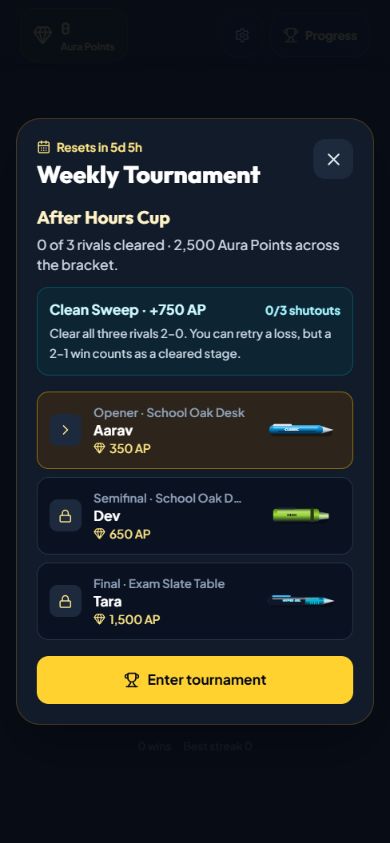 8
Aura Points
Progress
Resets in 5d 5h
Weekly Tournament
After Hours Cup
0 of 3 rivals cleared · 2,500 Aura Points across
the bracket.
Clean Sweep · +750 AP
0/3 shutouts
Clear all three rivals 2–0. You can retry a loss, but a
2–1 win counts as a cleared stage.
Opener · School Oak Desk
Aarav
350 AP
Semifinal · School Oak D...
Dev
650 AP
Final · Exam Slate Table
Tara
1,500 AP
Enter tournament
0 wins
Best streak 0